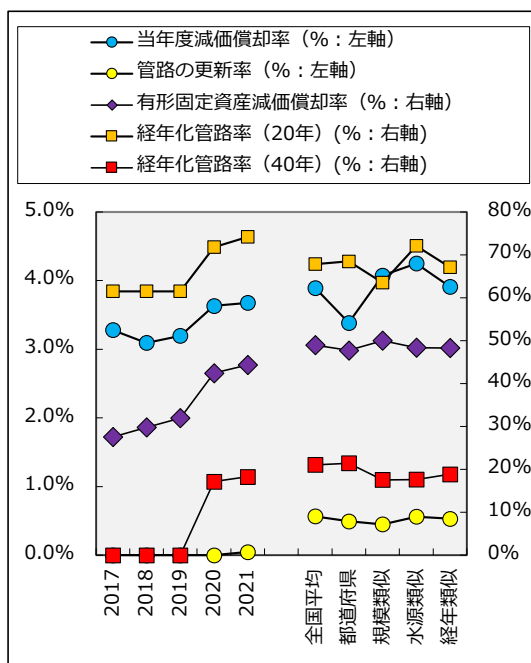 当年度減価償却率（%：左軸）
管路の更新率（%：左軸）
有形固定資産減価償却率（%：右軸）
経年化管路率（20年）(%：右軸)
経年化管路率（40年）(%：右軸)
5.0%
4.0%
3.0%
2.0%
1.0%
0.0%
80%
70%
60%
50%
40%
30%
20%
10%
0%
2017
2018
2019
2020
2021
全国平均
都道府県
規模類似
水源類似
経年類似